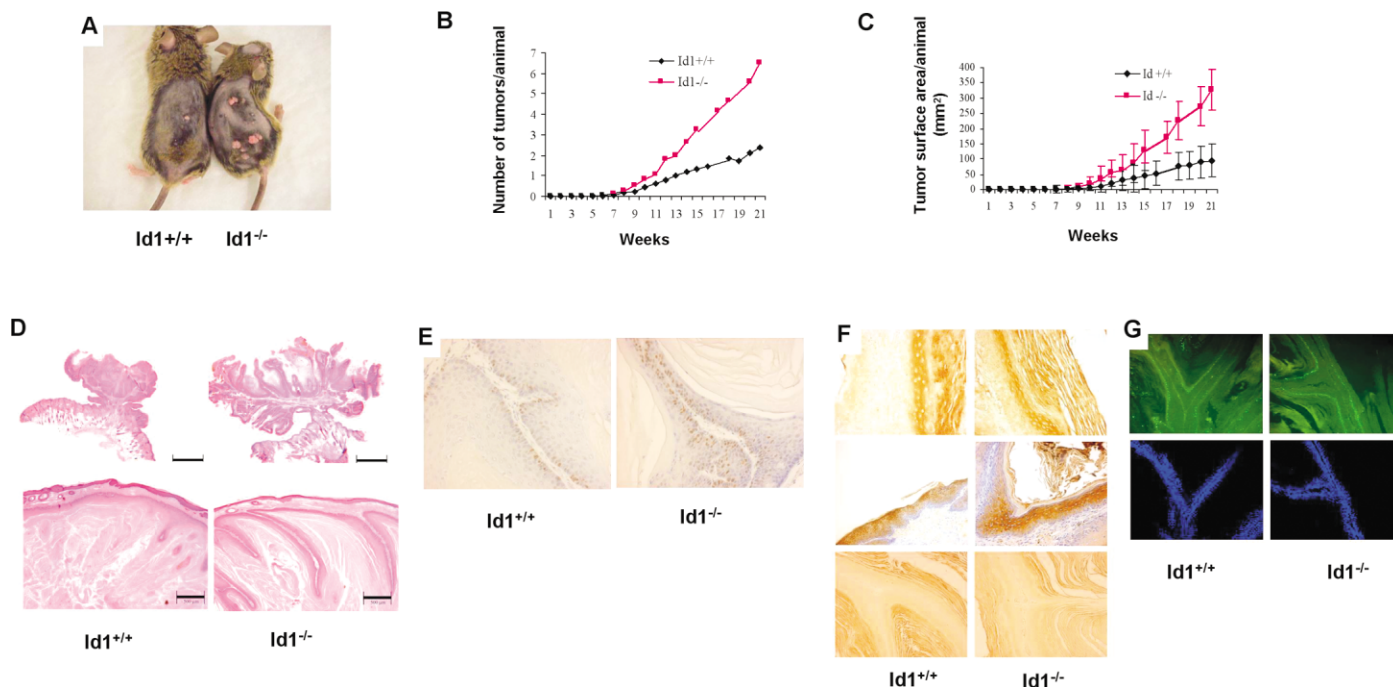 A
Id1+/+ Id1-/-
B
Number of tumors/animal
7
6
5
4
3
2
1
0
Id1+/+
Id1-/-
1 3 5 7 9 11 13 15 17 19 21
Weeks
C
Tumor surface area/animal
(mm²)
400
350
300
250
200
150
100
50
0
Id +/+
Id -/-
1 3 5 7 9 11 13 15 17 19 21
Weeks
D
Id1+/+ Id1-/-
E
Id1+/+ Id1-/-
F
Id1+/+ Id1-/-
G
Id1+/+ Id1-/-